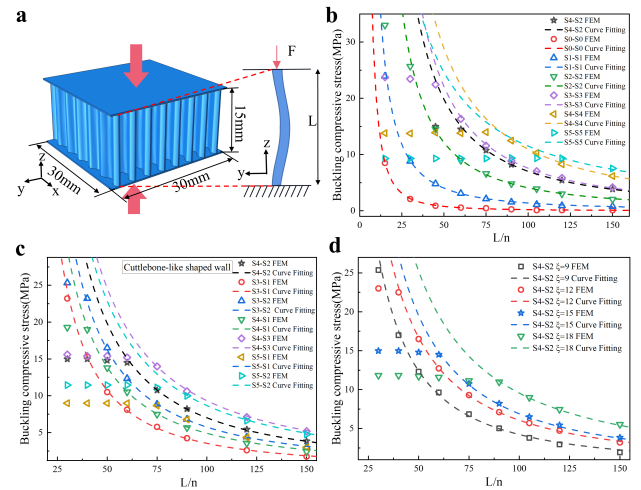 a
F
L
15mm
30mm
30mm
z
y
x
z
y
b
Buckling compressive stress(MPa)
30
20
10
0
0
30
60
90
120
150
L/n
S4-S2 FEM
S4-S2 Curve Fitting
S0-S0 FEM
S0-S0 Curve Fitting
S1-S1 FEM
S1-S1 Curve Fitting
S2-S2 FEM
S2-S2 Curve Fitting
S3-S3 FEM
S3-S3 Curve Fitting
S4-S4 FEM
S4-S4 Curve Fitting
S5-S5 FEM
S5-S5 Curve Fitting
c
Cuttlebone-like shaped wall
Buckling compressive stress(MPa)
25
20
15
10
5
25
50
75
100
125
150
L/n
S4-S2 FEM
S4-S2 Curve Fitting
S3-S1 FEM
S3-S1 Curve Fitting
S3-S2 FEM
S3-S2 Curve Fitting
S4-S1 FEM
S4-S1 Curve Fitting
S4-S3 FEM
S4-S3 Curve Fitting
S5-S1 FEM
S5-S1 Curve Fitting
S5-S2 FEM
S5-S2 Curve Fitting
d
Buckling compressive stress(MPa)
25
20
15
10
5
25
50
75
100
125
150
L/n
S4-S2 ξ=9 FEM
S4-S2 ξ=9 Curve Fitting
S4-S2 ξ=12 FEM
S4-S2 ξ=12 Curve Fitting
S4-S2 ξ=15 FEM
S4-S2 ξ=15 Curve Fitting
S4-S2 ξ=18 FEM
S4-S2 ξ=18 Curve Fitting